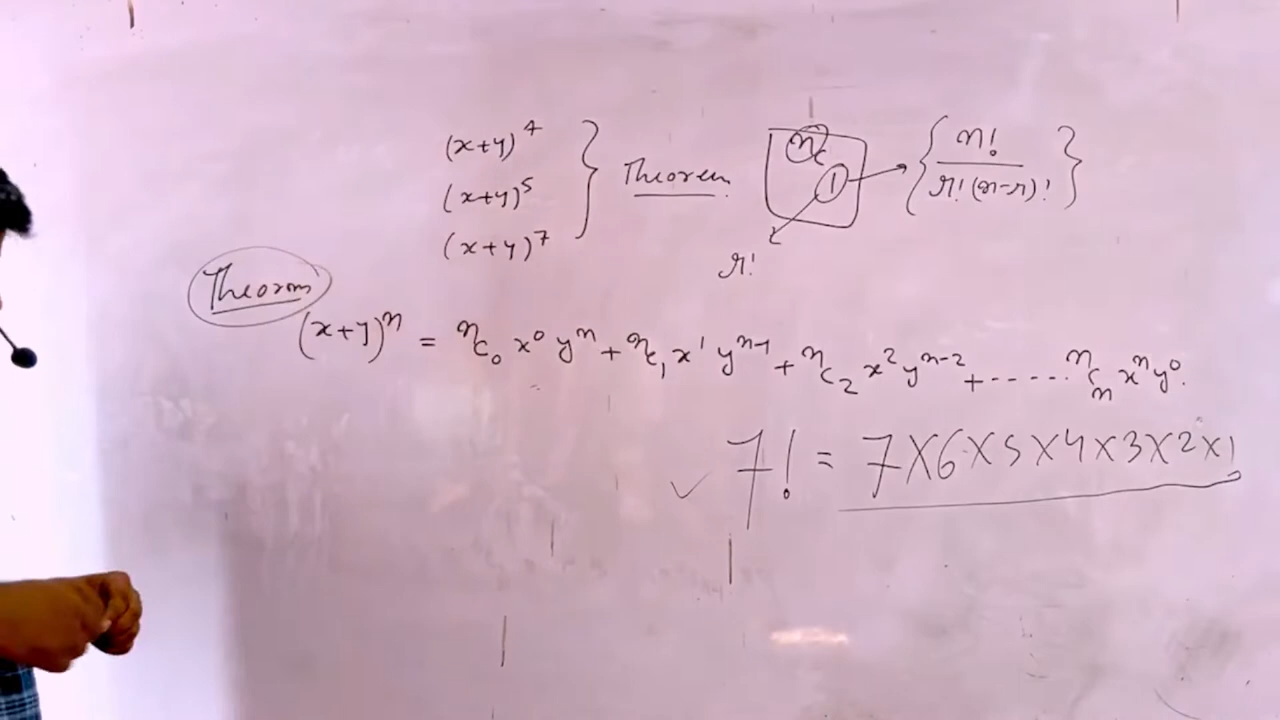 (x+y)^4
(x+y)^5 } Theorem ⁿC① → { n! / r!(n-r)! }
(x+y)^7
r!
Theorem
(x+y)ⁿ = ⁿC₀ x⁰ yⁿ + ⁿC₁ x¹ yⁿ⁻¹ + ⁿC₂ x² yⁿ⁻² + ------ ⁿCₙ xⁿ y⁰.
✓ 7! = 7×6×5×4×3×2×1